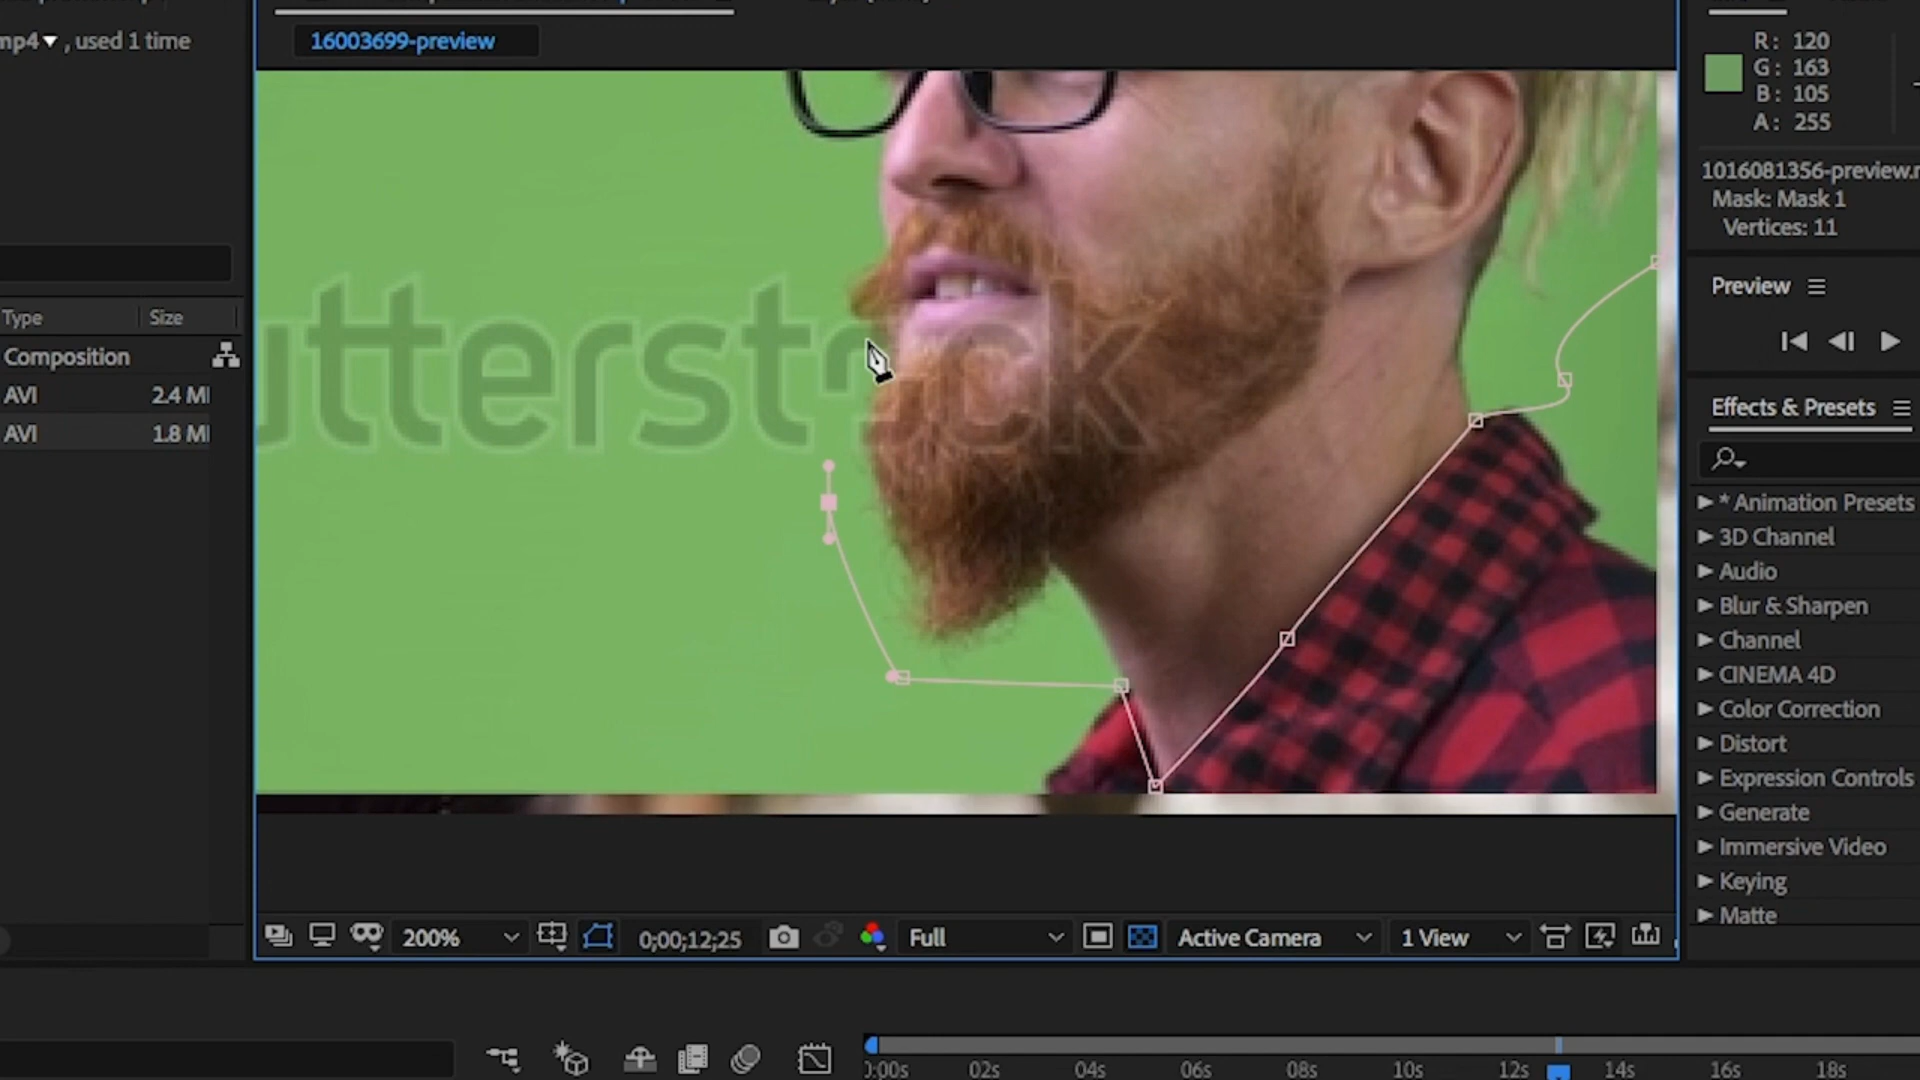 mp4 , used 1 time
16003699-preview
R: 120
G: 163
B: 105
A: 255
1016081356-preview.
Mask: Mask 1
Vertices: 11
Preview
Type Size
Composition
AVI 2.4 M
AVI 1.8 M
utterstock
Effects & Presets
* Animation Presets
3D Channel
Audio
Blur & Sharpen
Channel
CINEMA 4D
Color Correction
Distort
Expression Controls
Generate
Immersive Video
Keying
Matte
200% 0;00;12;25 Full Active Camera 1 View
0:00s 02s 04s 06s 08s 10s 12s 14s 16s 18s